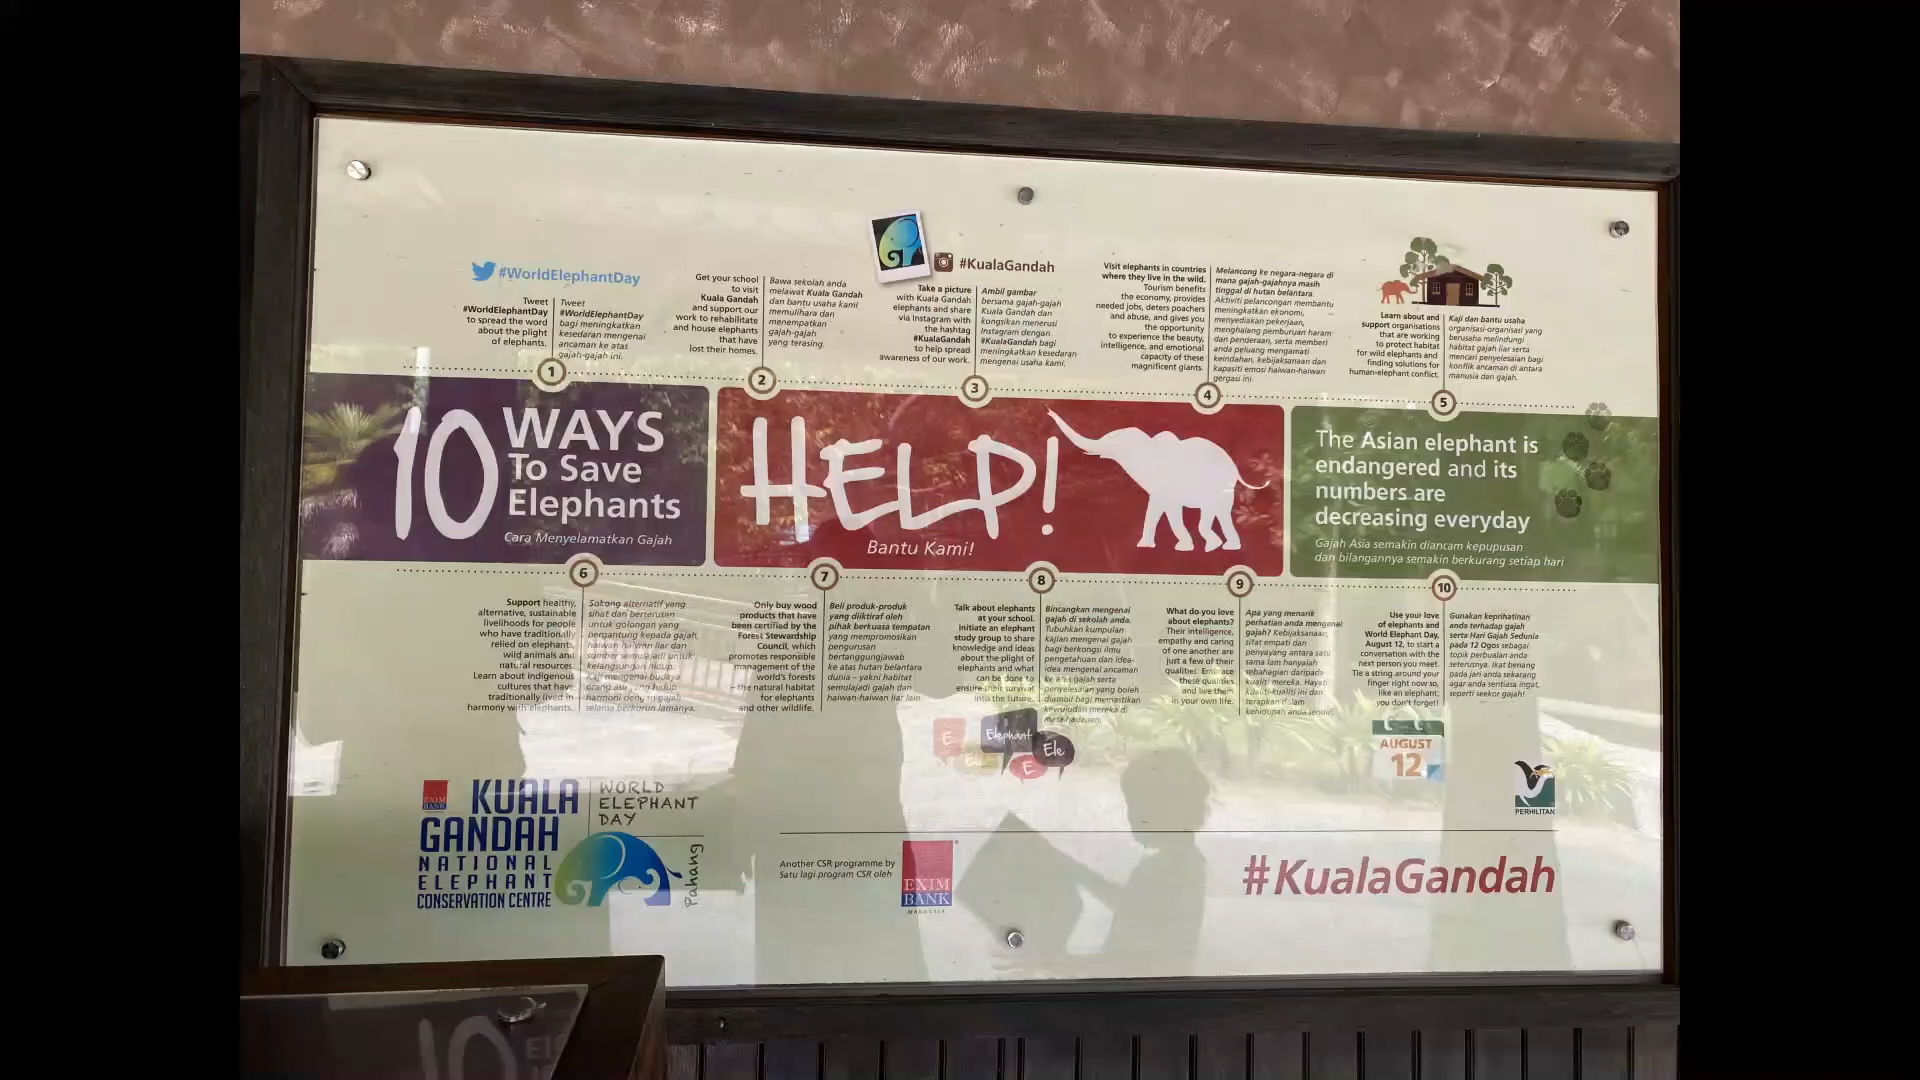 #WorldElephantDay
Tweet
#WorldElephantDay
to spread the word
about the plight
of elephants.
Tweet
#WorldElephantDay
bagi meningkatkan
kesedaran mengenai
ancaman ke atas
gajah-gajah ini.
1
Get your school
to visit
Kuala Gandah
and support our
work to rehabilitate
and house elephants
that have
lost their homes.
Bawa sekolah anda
melawat Kuala Gandah
dan bantu usaha kami
memulihara dan
menempatkan
gajah-gajah
yang terasing.
2
#KualaGandah
Take a picture
with Kuala Gandah
elephants and share
via Instagram with
the hashtag
#KualaGandah
to help spread
awareness of our work.
Ambil gambar
bersama gajah-gajah
Kuala Gandah dan
kongsikan menerusi
Instagram dengan
#KualaGandah bagi
meningkatkan kesedaran
mengenai usaha kami.
3
Visit elephants in countries
where they live in the wild.
Tourism benefits
the economy, provides
needed jobs, deters poachers
and abuse, and gives you
the opportunity
to experience the beauty,
intelligence, and emotional
capacity of these
magnificent giants.
Melancong ke negara-negara di
mana gajah-gajahnya masih
tinggal di hutan belantara.
Aktiviti pelancongan membantu
meningkatkan ekonomi,
menyediakan pekerjaan,
menghalang pemburuan haram
dan penderaan, serta memberi
anda peluang mengamati
keindahan, kebijaksanaan dan
kapasiti emosi haiwan-haiwan
gergasi ini.
4
Learn about and
support organisations
that are working
to protect habitat
for wild elephants and
finding solutions for
human-elephant conflict.
Kaji dan bantu usaha
organisasi-organisasi yang
berusaha melindungi
habitat gajah liar serta
mencari penyelesaian bagi
konflik ancaman di antara
manusia dan gajah.
5
10 WAYS
To Save
Elephants
Cara Menyelamatkan Gajah
HELP!
Bantu Kami!
The Asian elephant is
endangered and its
numbers are
decreasing everyday
Gajah Asia semakin diancam kepupusan
dan bilangannya semakin berkurang setiap hari
6
Support healthy,
alternative, sustainable
livelihoods for people
who have traditionally
relied on elephants,
wild animals and
natural resources.
Learn about indigenous
cultures that have
traditionally lived in
harmony with elephants.
Sokong alternatif yang
sihat dan berterusan
untuk golongan yang
bergantung kepada gajah,
haiwan-haiwan liar dan
sumber semulajadi untuk
kelangsungan hidup.
Kaji mengenai budaya
orang asli yang hidup
harmoni dengan gajah
selama berkurun lamanya.
7
Only buy wood
products that have
been certified by the
Forest Stewardship
Council, which
promotes responsible
management of the
world's forests
– the natural habitat
for elephants
and other wildlife.
Beli produk-produk
yang diiktiraf oleh
pihak berkuasa tempatan
yang mempromosikan
pengurusan
bertanggungjawab
ke atas hutan belantara
dunia – yakni habitat
semulajadi gajah dan
haiwan-haiwan liar lain
8
Talk about elephants
at your school.
Initiate an elephant
study group to share
knowledge and ideas
about the plight of
elephants and what
can be done to
ensure their survival
into the future.
Bincangkan mengenai
gajah di sekolah anda.
Tubuhkan kumpulan
kajian mengenai gajah
bagi berkongsi ilmu
pengetahuan dan idea-
idea mengenai ancaman
ke atas gajah serta
penyelesaian yang boleh
diambil bagi memastikan
kewujudan mereka di
masa hadapan.
E
Elephant
Ele
Ele
E
9
What do you love
about elephants?
Their intelligence,
empathy and caring
of one another are
just a few of their
qualities. Embrace
these qualities
and live them
in your own life.
Apa yang menarik
perhatian anda mengenai
gajah? Kebijaksanaan,
sifat empati dan
penyayang antara satu
sama lain hanyalah
sebahagian daripada
kualiti mereka. Hayati
kualiti-kualiti ini dan
terapkan dalam
kehidupan anda sendiri.
10
Use your love
of elephants and
World Elephant Day,
August 12, to start a
conversation with the
next person you meet.
Tie a string around your
finger right now so,
like an elephant,
you don't forget!
Gunakan keprihatinan
anda terhadap gajah
serta Hari Gajah Sedunia
pada 12 Ogos sebagai
topik perbualan anda
seterusnya. Ikat benang
pada jari anda sekarang
agar anda sentiasa ingat,
seperti seekor gajah!
AUGUST
12
PERHILITAN
EXIM
BANK
KUALA
GANDAH
NATIONAL
ELEPHANT
CONSERVATION CENTRE
WORLD
ELEPHANT
DAY
Pahang
Another CSR programme by
Satu lagi program CSR oleh
EXIM
BANK
MALAYSIA
#KualaGandah
10